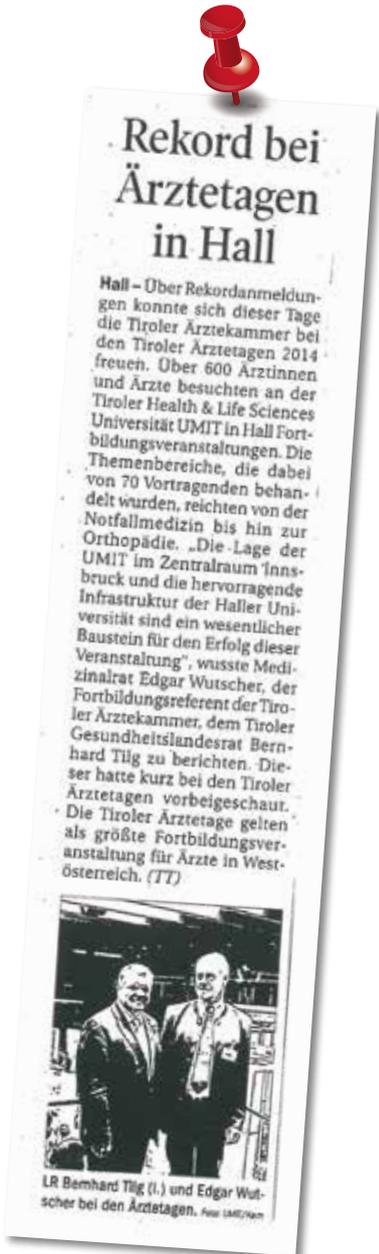 Rekord bei
Ärztetagen
in Hall
Hall – Über Rekordanmeldun-
gen konnte sich dieser Tage
die Tiroler Ärztekammer bei
den Tiroler Ärztetagen 2014
freuen. Über 600 Ärztinnen
und Ärzte besuchten an der
Tiroler Health & Life Sciences
Universität UMIT in Hall Fort-
bildungsveranstaltungen. Die
Themenbereiche, die dabei
von 70 Vortragenden behan-
delt wurden, reichten von der
Notfallmedizin bis hin zur
Orthopädie. „Die Lage der
UMIT im Zentralraum Inns-
bruck und die hervorragende
Infrastruktur der Haller Uni-
versität sind ein wesentlicher
Baustein für den Erfolg dieser
Veranstaltung“, wusste Medi-
zinalrat Edgar Wutscher, der
Fortbildungsreferent der Tiro-
ler Ärztekammer, dem Tiroler
Gesundheitslandesrat Bern-
hard Tilg zu berichten. Die-
ser hatte kurz bei den Tiroler
Ärztetagen vorbeigeschaut.
Die Tiroler Ärztetage gelten
als größte Fortbildungsver-
anstaltung für Ärzte in West-
österreich. (TT)
LR Bernhard Tilg (l.) und Edgar Wut-
scher bei den Ärztetagen. Foto: UMIT/Kern